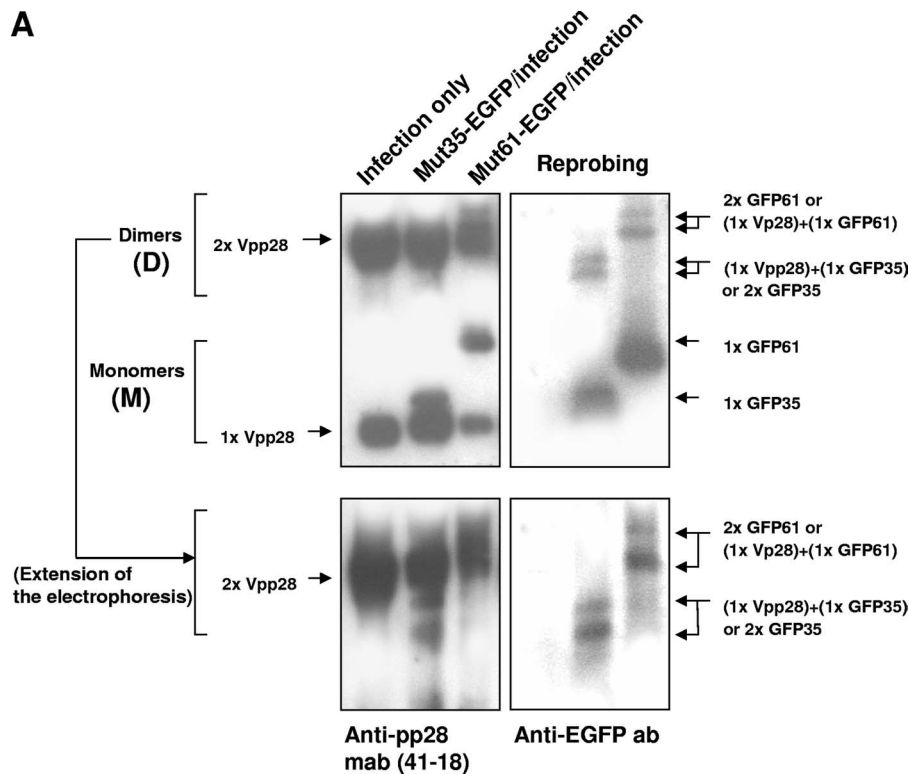 A
Infection only
Mut35-EGFP/infection
Mut61-EGFP/infection
Reprobing
Dimers
(D)
2x Vpp28
2x GFP61 or
(1x Vp28)+(1x GFP61)
(1x Vpp28)+(1x GFP35)
or 2x GFP35
Monomers
(M)
1x Vpp28
1x GFP61
1x GFP35
(Extension of
the electrophoresis)
2x Vpp28
2x GFP61 or
(1x Vp28)+(1x GFP61)
(1x Vpp28)+(1x GFP35)
or 2x GFP35
Anti-pp28
mab (41-18)
Anti-EGFP ab